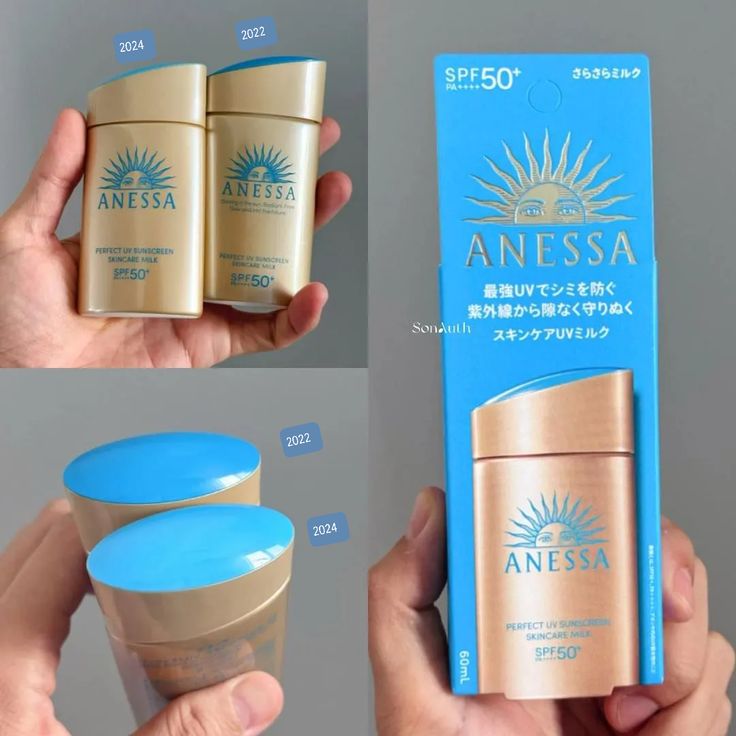 2024
2022
ANESSA
PERFECT UV SUNSCREEN
SKINCARE MILK
SPF50+
PA++++
ANESSA
PERFECT UV SUNSCREEN
SKINCARE MILK
SPF50+
PA++++
2022
2024
SPF50+
PA++++
さらさらミルク
ANESSA
最強UVでシミを防ぐ
紫外線から隙なく守りぬく
スキンケアUVミルク
SonAuth
ANESSA
PERFECT UV SUNSCREEN
SKINCARE MILK
SPF50+
PA++++
60mL